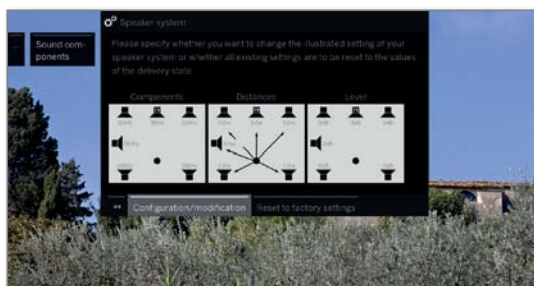 Speaker system
Sound com-
ponents
Please specify whether you want to change the illustrated setting of your
speaker system or whether all existing settings are to be reset to the values
of the delivery state.
Components Distances Level
Configuration/modification Reset to factory settings